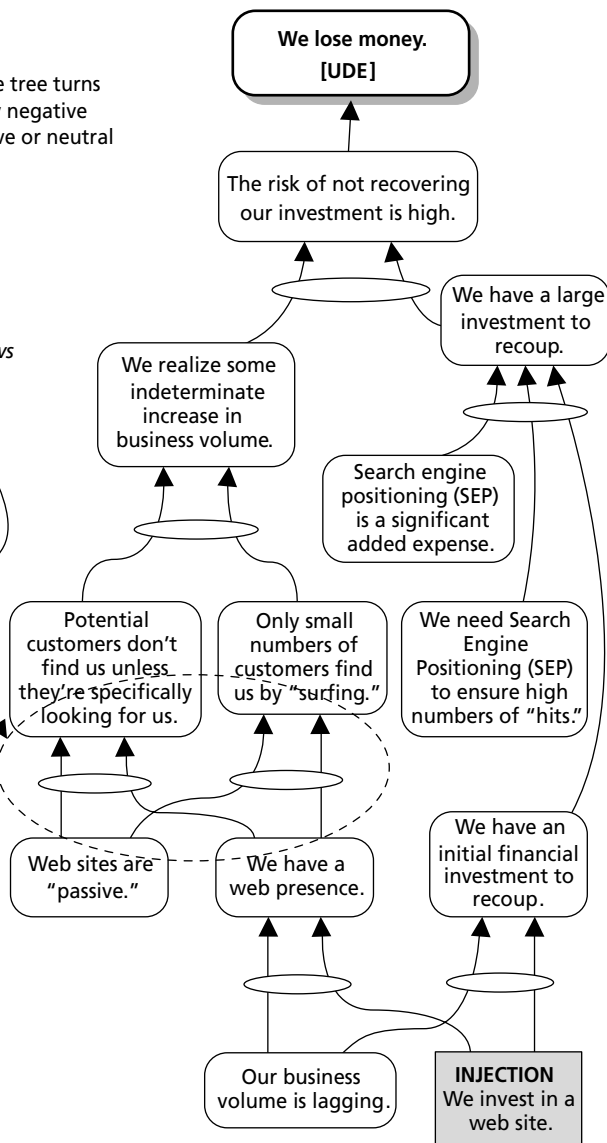 We lose money.
[UDE]
e tree turns
negative
ve or neutral
The risk of not recovering
our investment is high.
We have a large
investment to
recoup.
vs
We realize some
indeterminate
increase in
business volume.
Search engine
positioning (SEP)
is a significant
added expense.
Potential
customers don't
find us unless
they're specifically
looking for us.
Only small
numbers of
customers find
us by “surfing.”
We need Search
Engine
Positioning (SEP)
to ensure high
numbers of “hits.”
Web sites are
“passive.”
We have a
web presence.
We have an
initial financial
investment to
recoup.
Our business
volume is lagging.
INJECTION
We invest in a
web site.